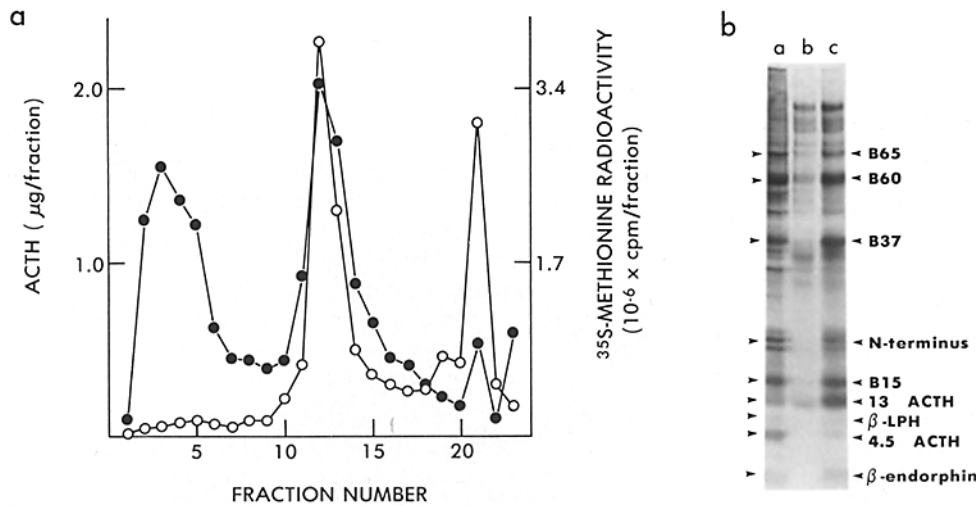 a
ACTH ( µg/fraction)
2.0
1.0
3.4
1.7
³⁵S-METHIONINE RADIOACTIVITY
(10⁻⁶ x cpm/fraction)
5
10
15
20
FRACTION NUMBER
b
a b c
B65
B60
B37
N-terminus
B15
13 ACTH
β-LPH
4.5 ACTH
β-endorphin